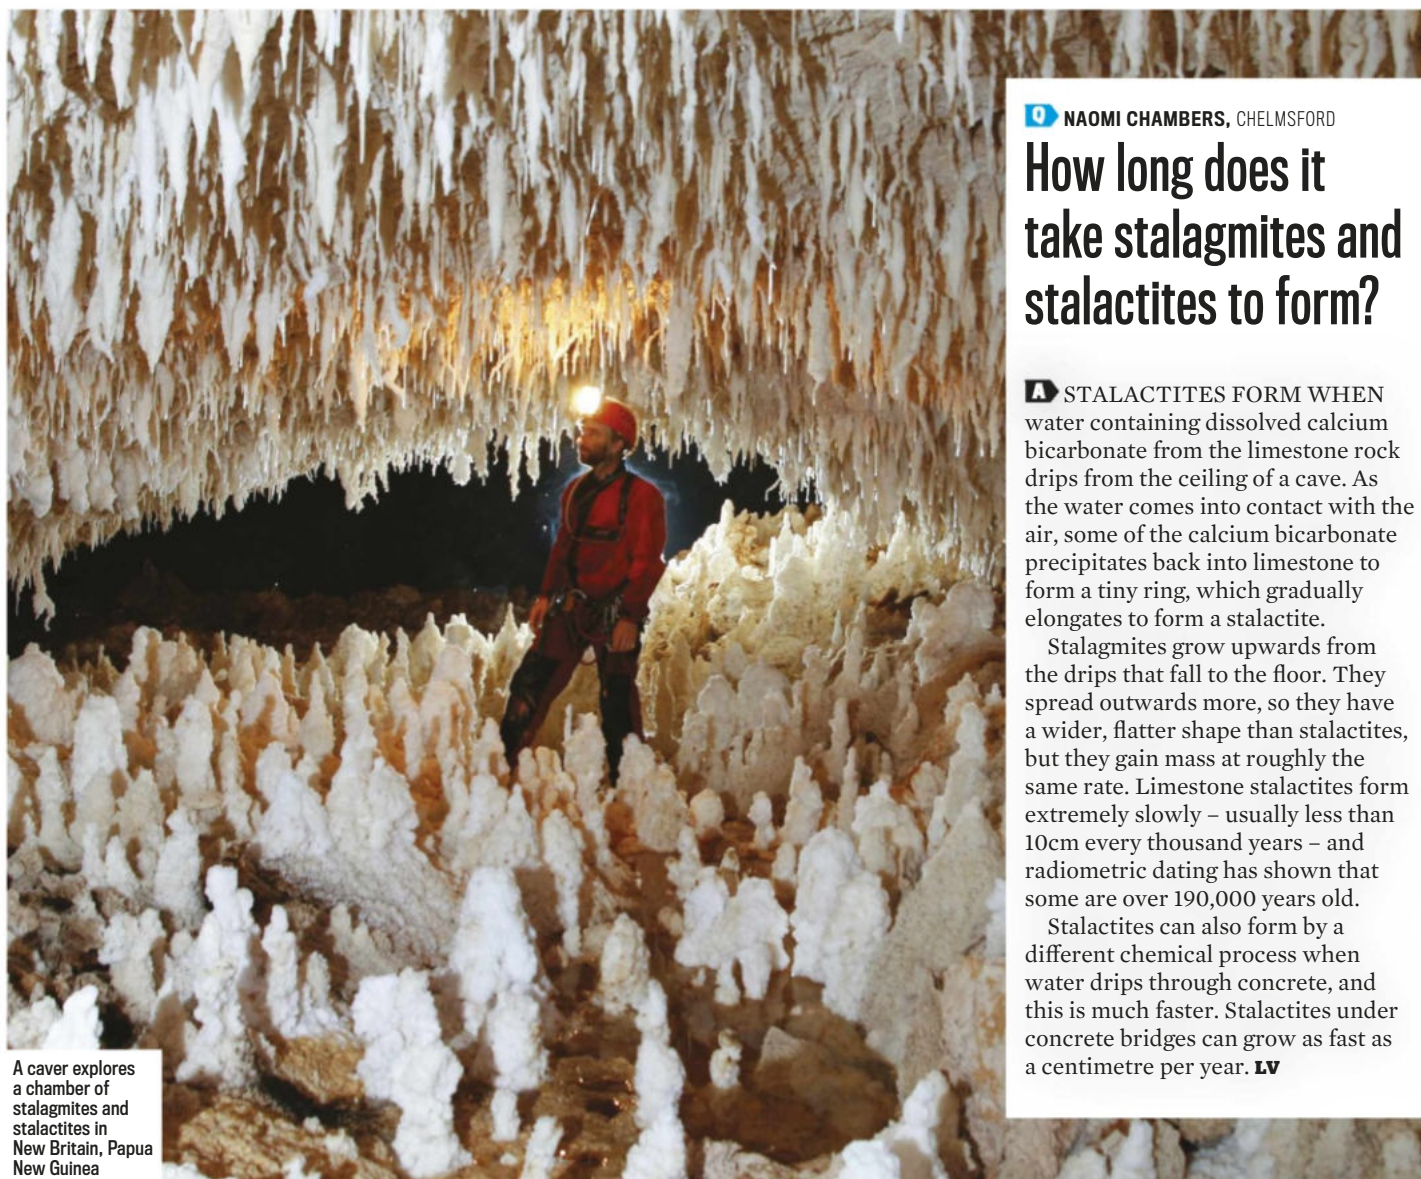 Q NAOMI CHAMBERS, CHELMSFORD
How long does it
take stalagmites and
stalactites to form?
A STALACTITES FORM WHEN
water containing dissolved calcium
bicarbonate from the limestone rock
drips from the ceiling of a cave. As
the water comes into contact with the
air, some of the calcium bicarbonate
precipitates back into limestone to
form a tiny ring, which gradually
elongates to form a stalactite.
Stalagmites grow upwards from
the drips that fall to the floor. They
spread outwards more, so they have
a wider, flatter shape than stalactites,
but they gain mass at roughly the
same rate. Limestone stalactites form
extremely slowly – usually less than
10cm every thousand years – and
radiometric dating has shown that
some are over 190,000 years old.
Stalactites can also form by a
different chemical process when
water drips through concrete, and
this is much faster. Stalactites under
concrete bridges can grow as fast as
a centimetre per year. LV
A caver explores
a chamber of
stalagmites and
stalactites in
New Britain, Papua
New Guinea